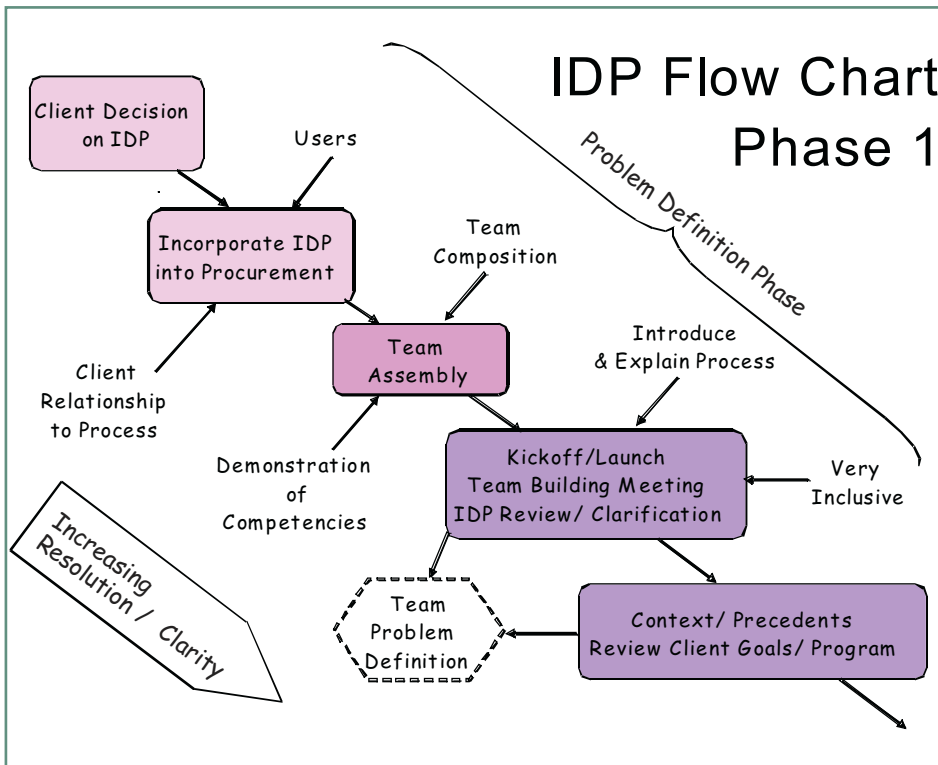 IDP Flow Chart
Phase 1
Problem Definition Phase
Client Decision
on IDP
Users
Incorporate IDP
into Procurement
Team
Composition
Client
Relationship
to Process
Team
Assembly
Introduce
& Explain Process
Demonstration
of
Competencies
Kickoff/Launch
Team Building Meeting
IDP Review/ Clarification
Very
Inclusive
Increasing
Resolution / Clarity
Team
Problem
Definition
Context/ Precedents
Review Client Goals/ Program